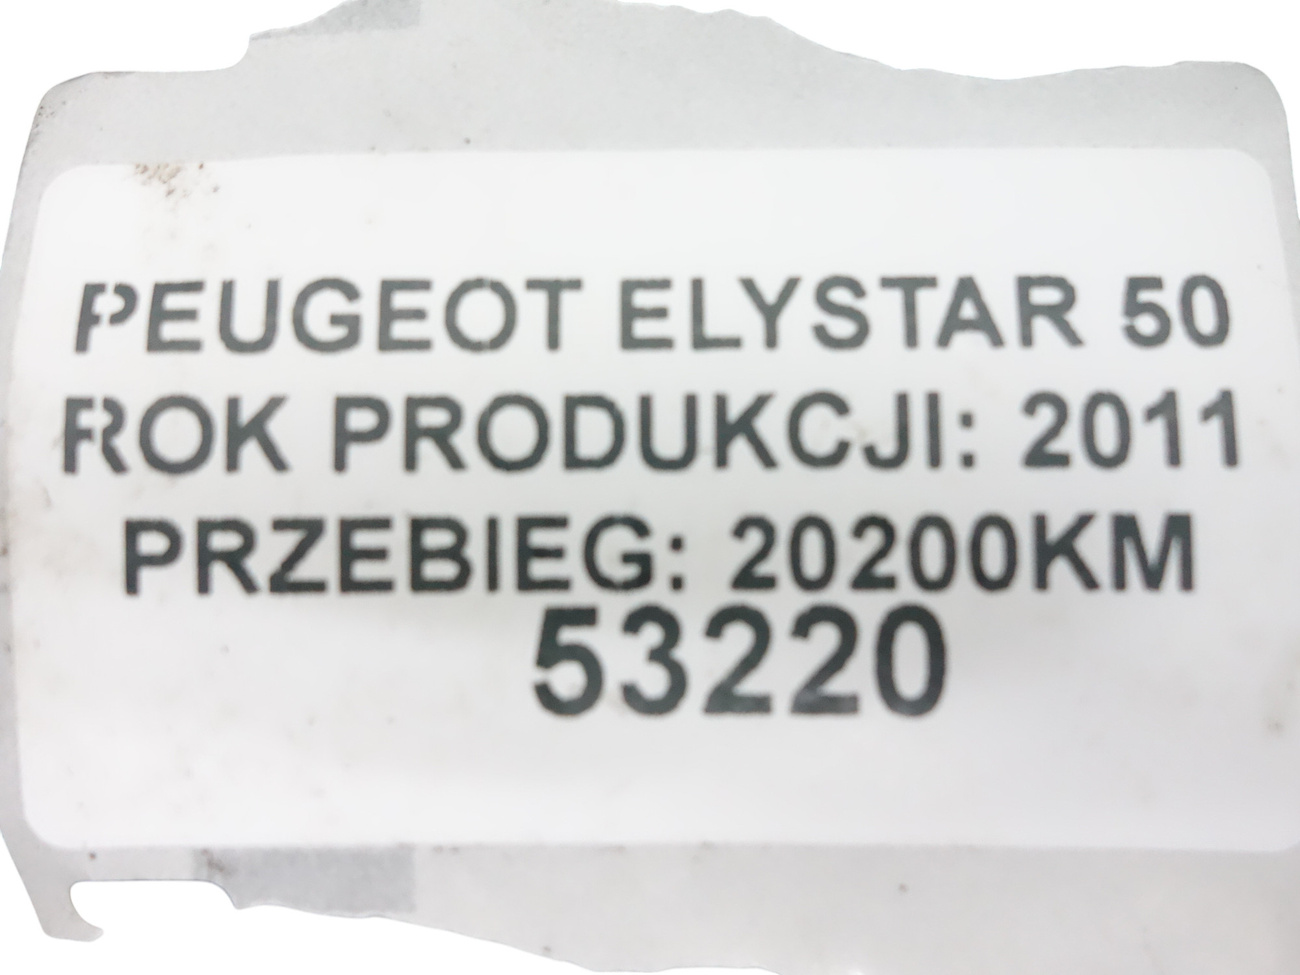 PEUGEOT ELYSTAR 50
ROK PRODUKCJI: 2011
PRZEBIEG: 20200KM
53220